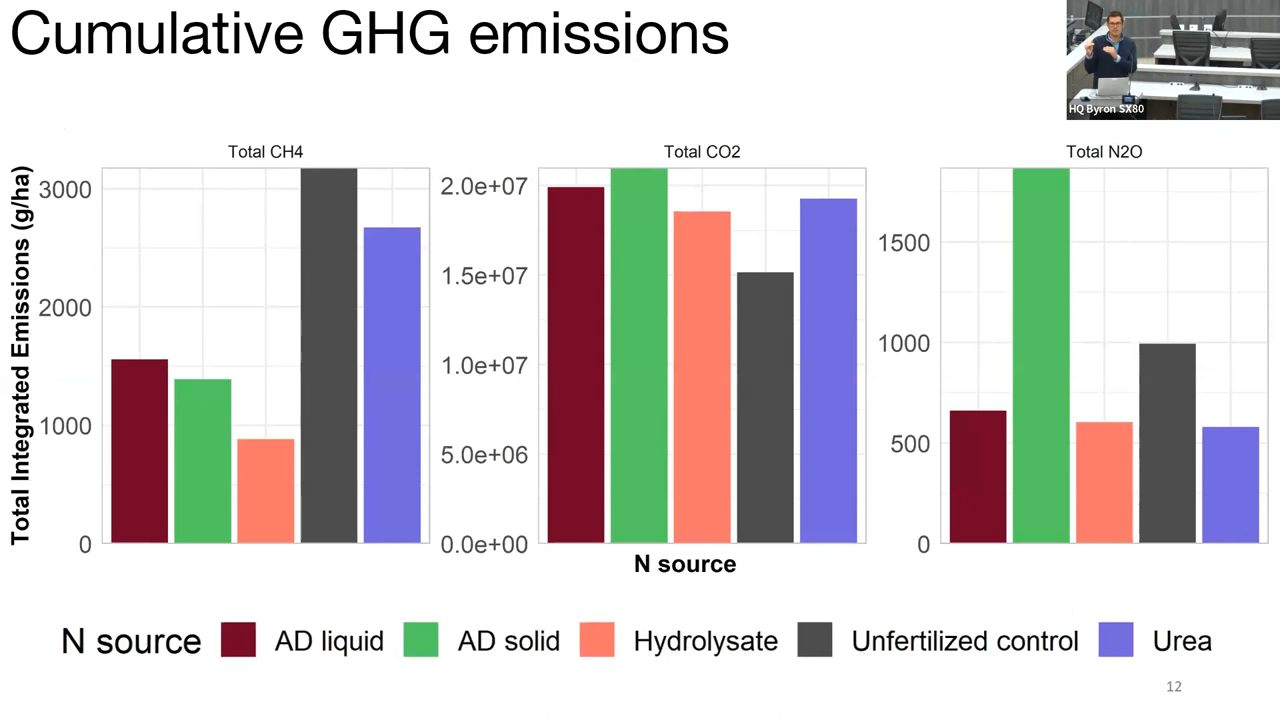 Cumulative GHG emissions
HQ Byron SX80
Total CH4
Total CO2
Total N2O
Total Integrated Emissions (g/ha)
3000
2000
1000
0
2.0e+07
1.5e+07
1.0e+07
5.0e+06
0.0e+00
1500
1000
500
0
N source
N source AD liquid AD solid Hydrolysate Unfertilized control Urea
12